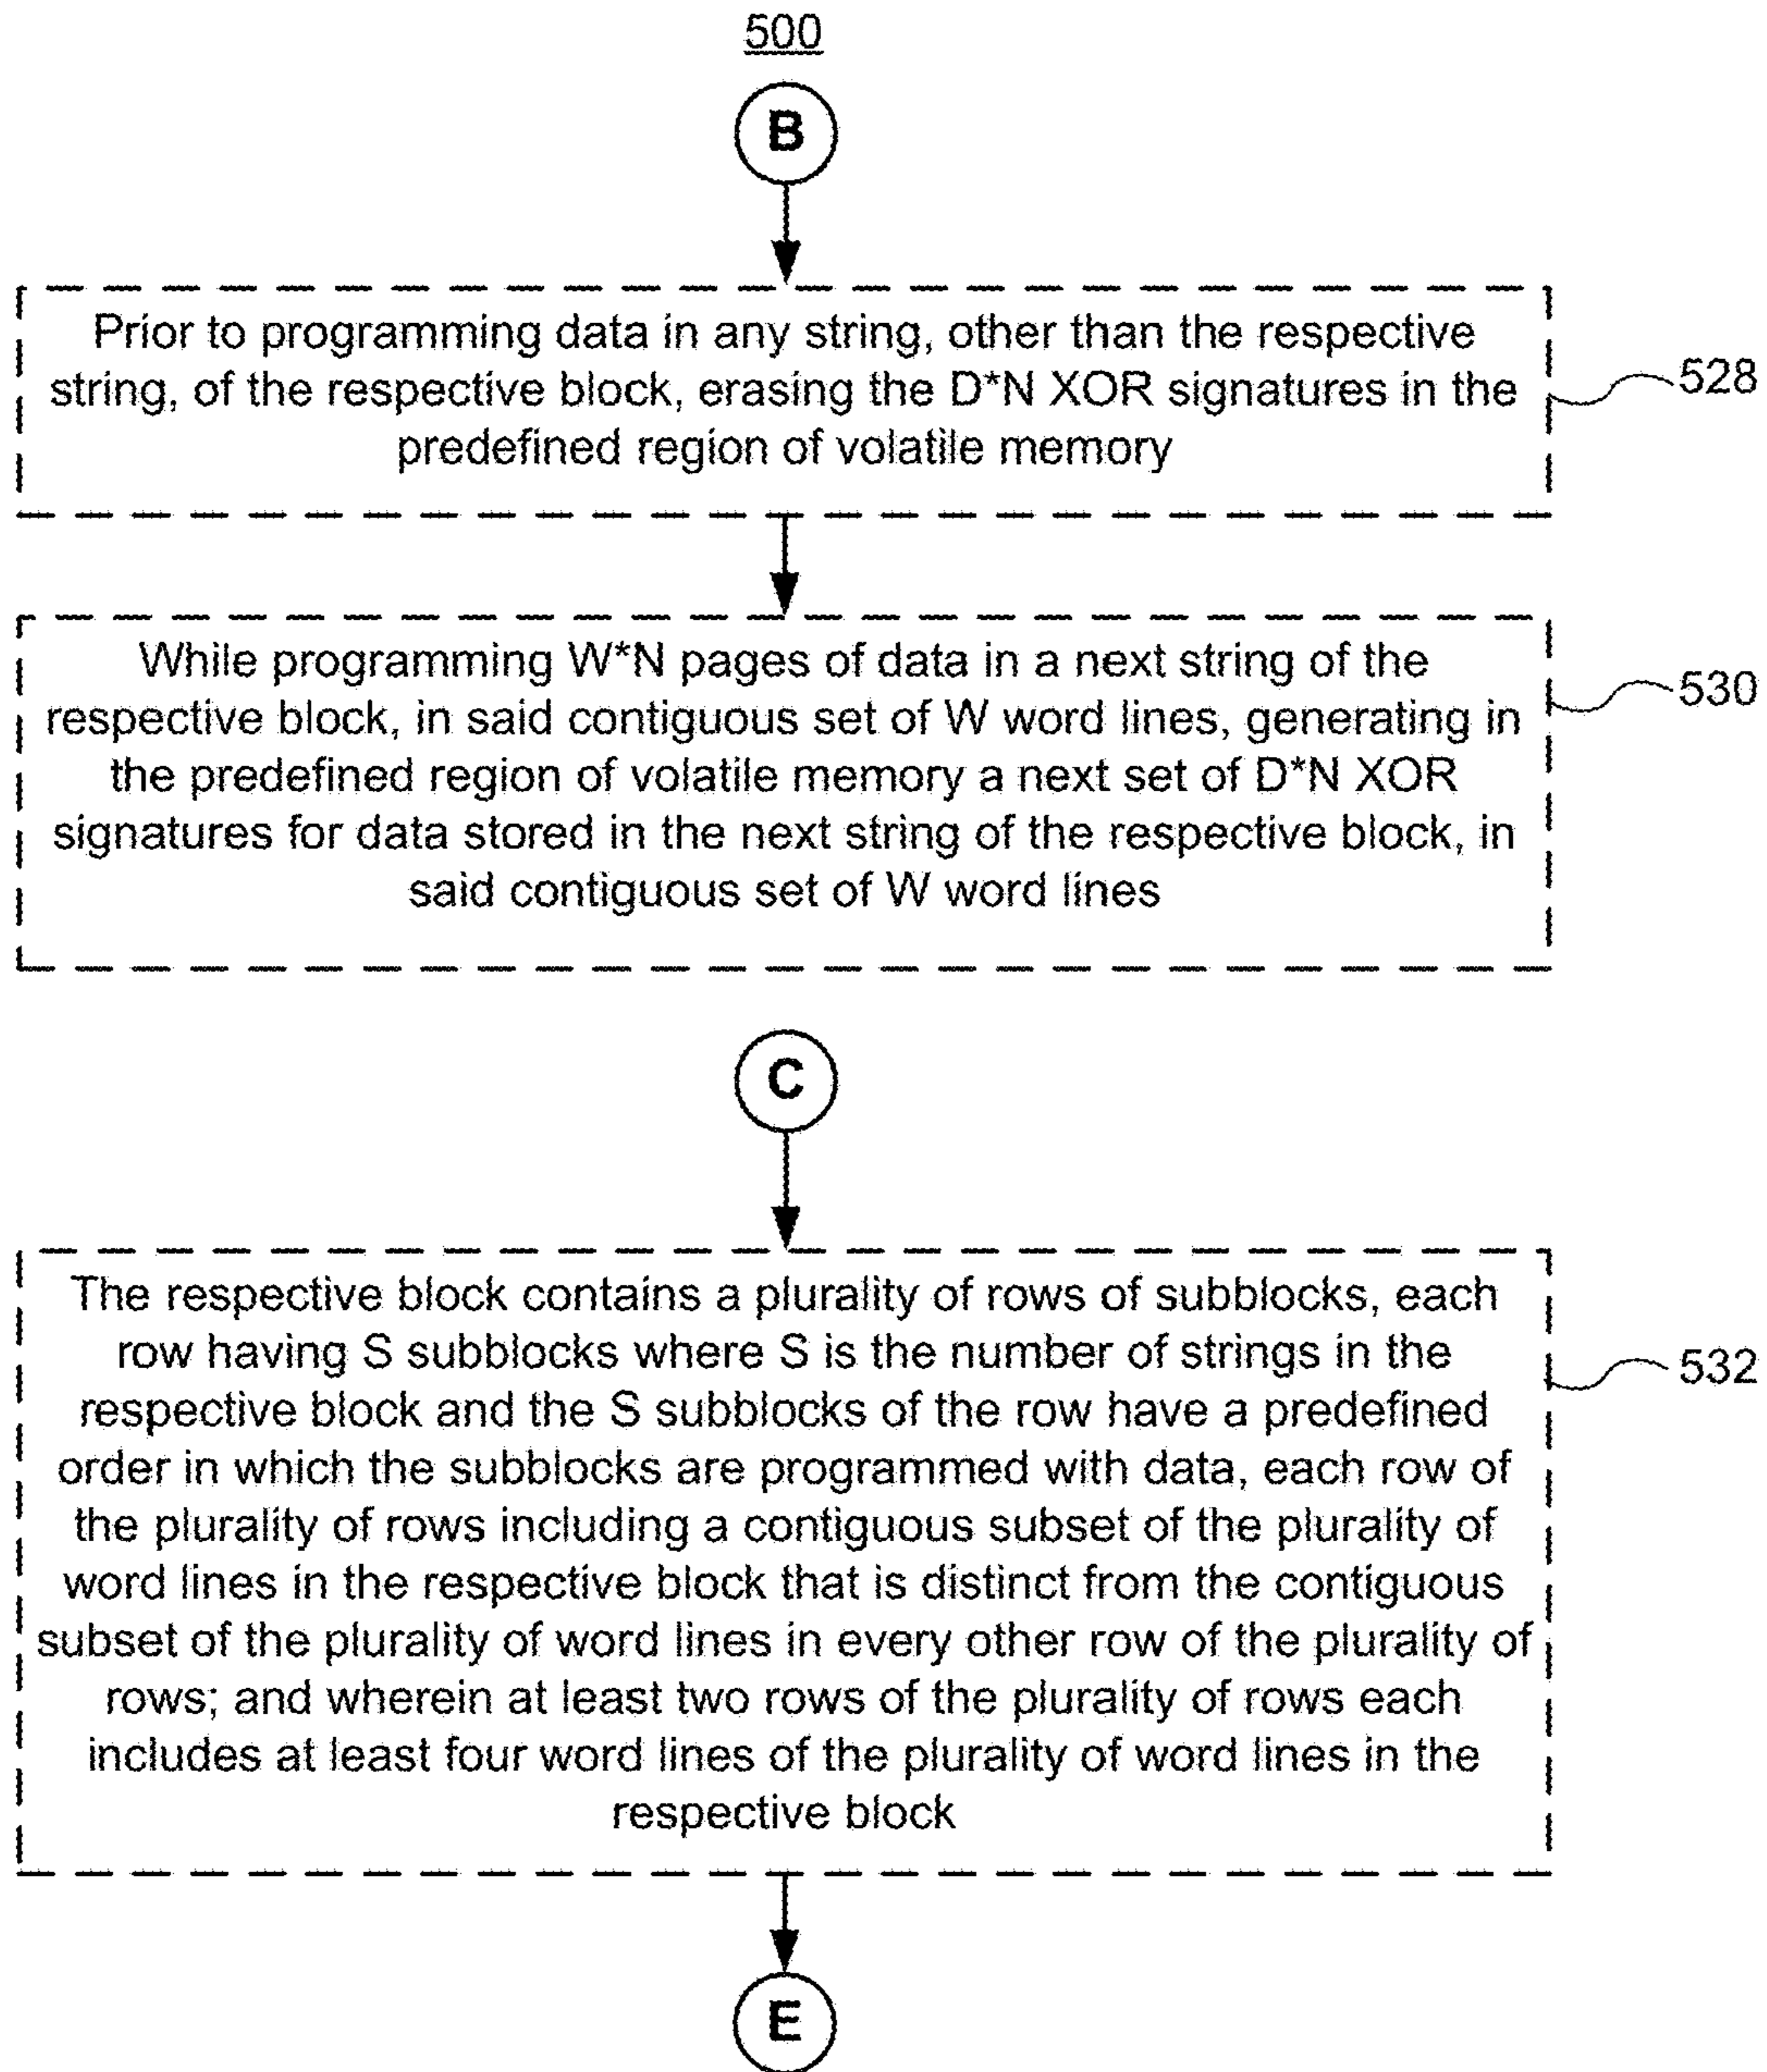 500
B
Prior to programming data in any string, other than the respective
string, of the respective block, erasing the D*N XOR signatures in the
predefined region of volatile memory
528
While programming W*N pages of data in a next string of the
respective block, in said contiguous set of W word lines, generating in
the predefined region of volatile memory a next set of D*N XOR
signatures for data stored in the next string of the respective block, in
said contiguous set of W word lines
530
C
The respective block contains a plurality of rows of subblocks, each
row having S subblocks where S is the number of strings in the
respective block and the S subblocks of the row have a predefined
order in which the subblocks are programmed with data, each row of
the plurality of rows including a contiguous subset of the plurality of
word lines in the respective block that is distinct from the contiguous
subset of the plurality of word lines in every other row of the plurality of
rows; and wherein at least two rows of the plurality of rows each
includes at least four word lines of the plurality of word lines in the
respective block
532
E